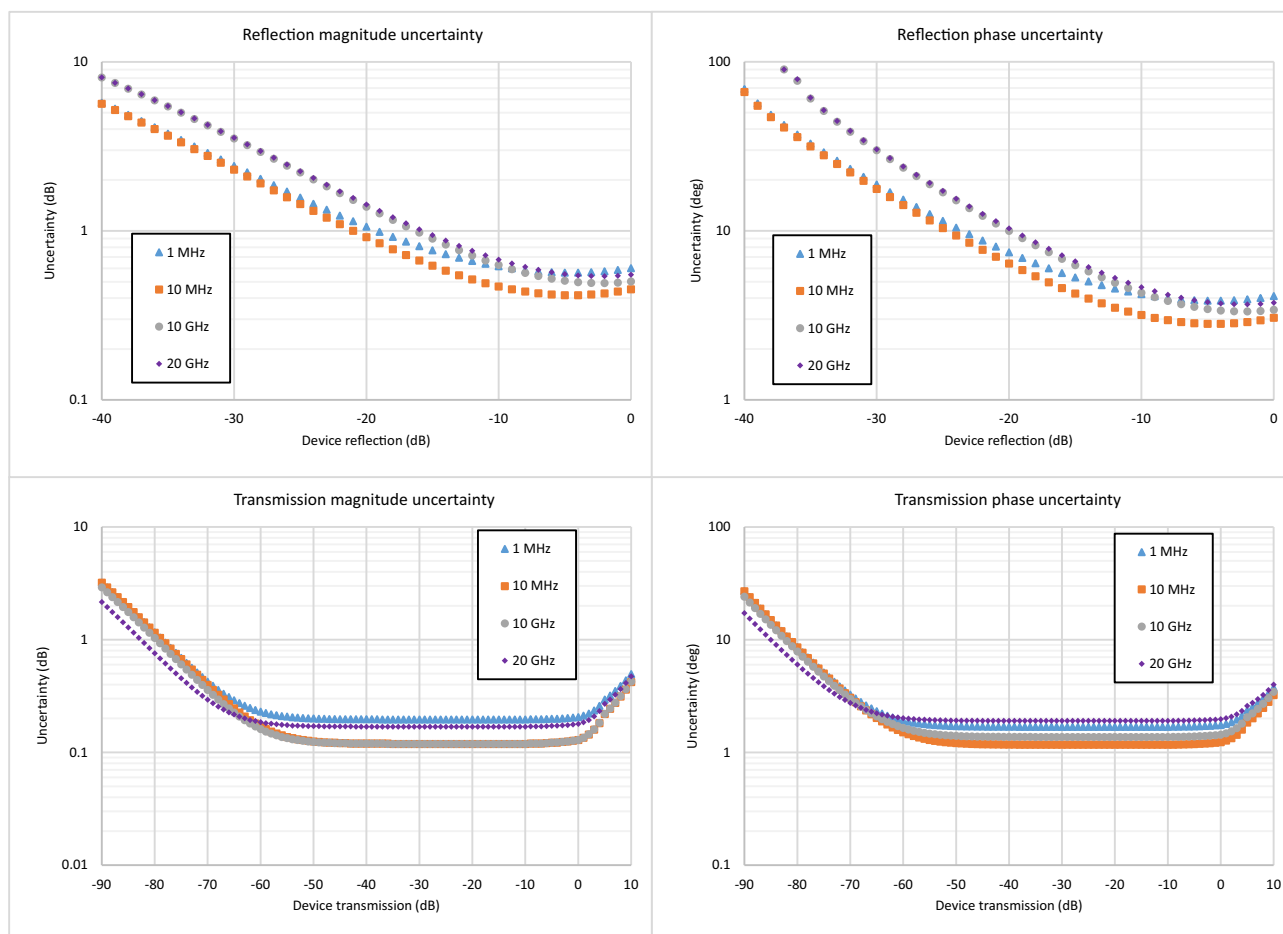 Reflection magnitude uncertainty
10
1
0.1
Uncertainty (dB)
1 MHz
10 MHz
10 GHz
20 GHz
-40 -30 -20 -10 0
Device reflection (dB)
Reflection phase uncertainty
100
10
1
Uncertainty (deg)
1 MHz
10 MHz
10 GHz
20 GHz
-40 -30 -20 -10 0
Device reflection (dB)
Transmission magnitude uncertainty
10
1
0.1
0.01
Uncertainty (dB)
1 MHz
10 MHz
10 GHz
20 GHz
-90 -80 -70 -60 -50 -40 -30 -20 -10 0 10
Device transmission (dB)
Transmission phase uncertainty
100
10
1
0.1
Uncertainty (deg)
1 MHz
10 MHz
10 GHz
20 GHz
-90 -80 -70 -60 -50 -40 -30 -20 -10 0 10
Device transmission (dB)